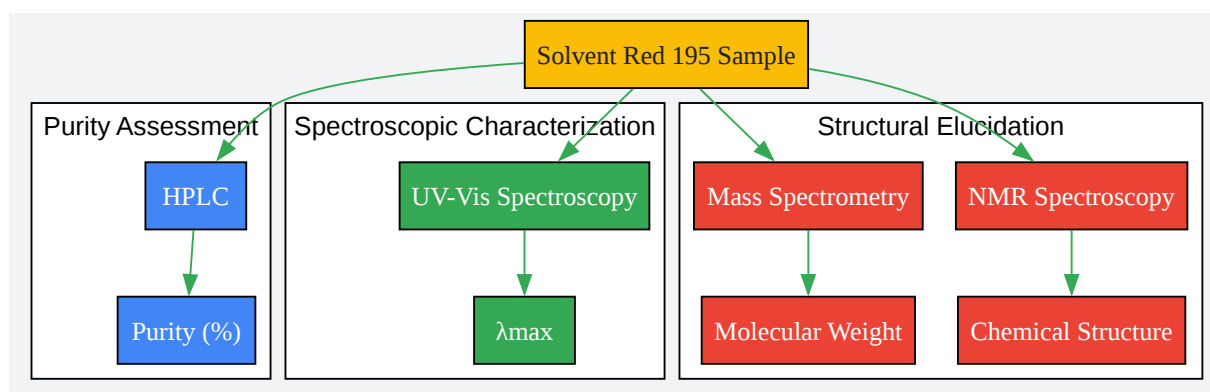 Solvent Red 195 Sample
Purity Assessment
Spectroscopic Characterization
Structural Elucidation
HPLC
UV-Vis Spectroscopy
Mass Spectrometry
NMR Spectroscopy
Purity (%)
λmax
Molecular Weight
Chemical Structure